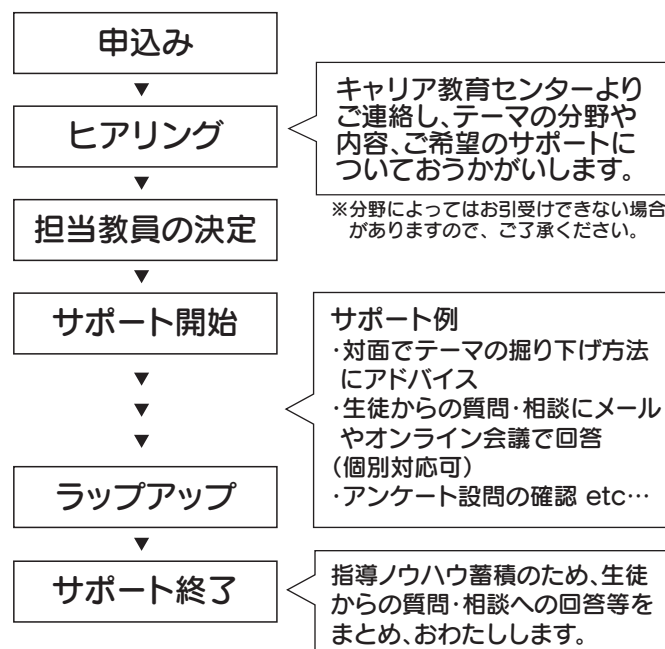 申込み
▼
ヒアリング
キャリア教育センターより
ご連絡し、テーマの分野や
内容、ご希望のサポートに
ついておうかがいします。
※分野によってはお引受けできない場合
がありますので、ご了承ください。
▼
担当教員の決定
▼
サポート開始
サポート例
・対面でテーマの掘り下げ方法
にアドバイス
・生徒からの質問・相談にメール
やオンライン会議で回答
(個別対応可)
・アンケート設問の確認 etc…
▼
▼
▼
ラップアップ
▼
サポート終了
指導ノウハウ蓄積のため、生徒
からの質問・相談への回答等を
まとめ、おわたしします。